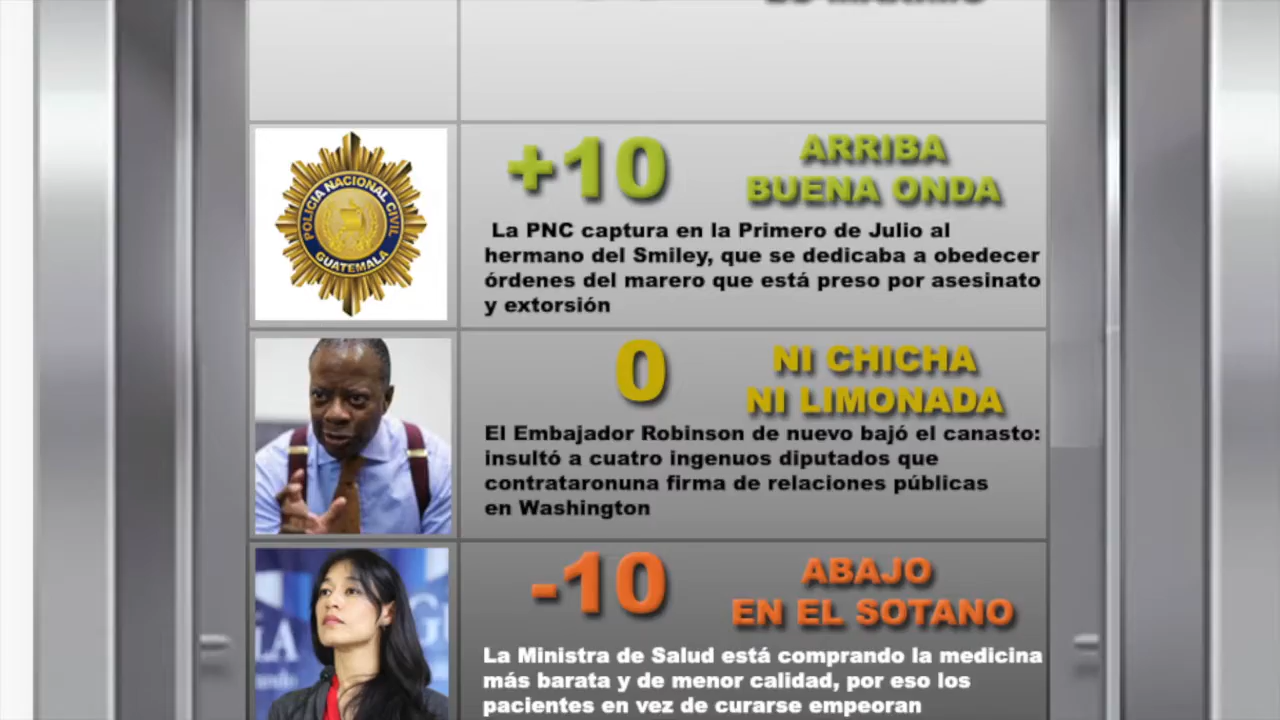 +10
ARRIBA
BUENA ONDA
POLICIA NACIONAL CIVIL
GUATEMALA
La PNC captura en la Primero de Julio al
hermano del Smiley, que se dedicaba a obedecer
órdenes del marero que está preso por asesinato
y extorsión
0
NI CHICHA
NI LIMONADA
El Embajador Robinson de nuevo bajó el canasto:
insultó a cuatro ingenuos diputados que
contrataronuna firma de relaciones públicas
en Washington
-10
ABAJO
EN EL SOTANO
La Ministra de Salud está comprando la medicina
más barata y de menor calidad, por eso los
pacientes en vez de curarse empeoran